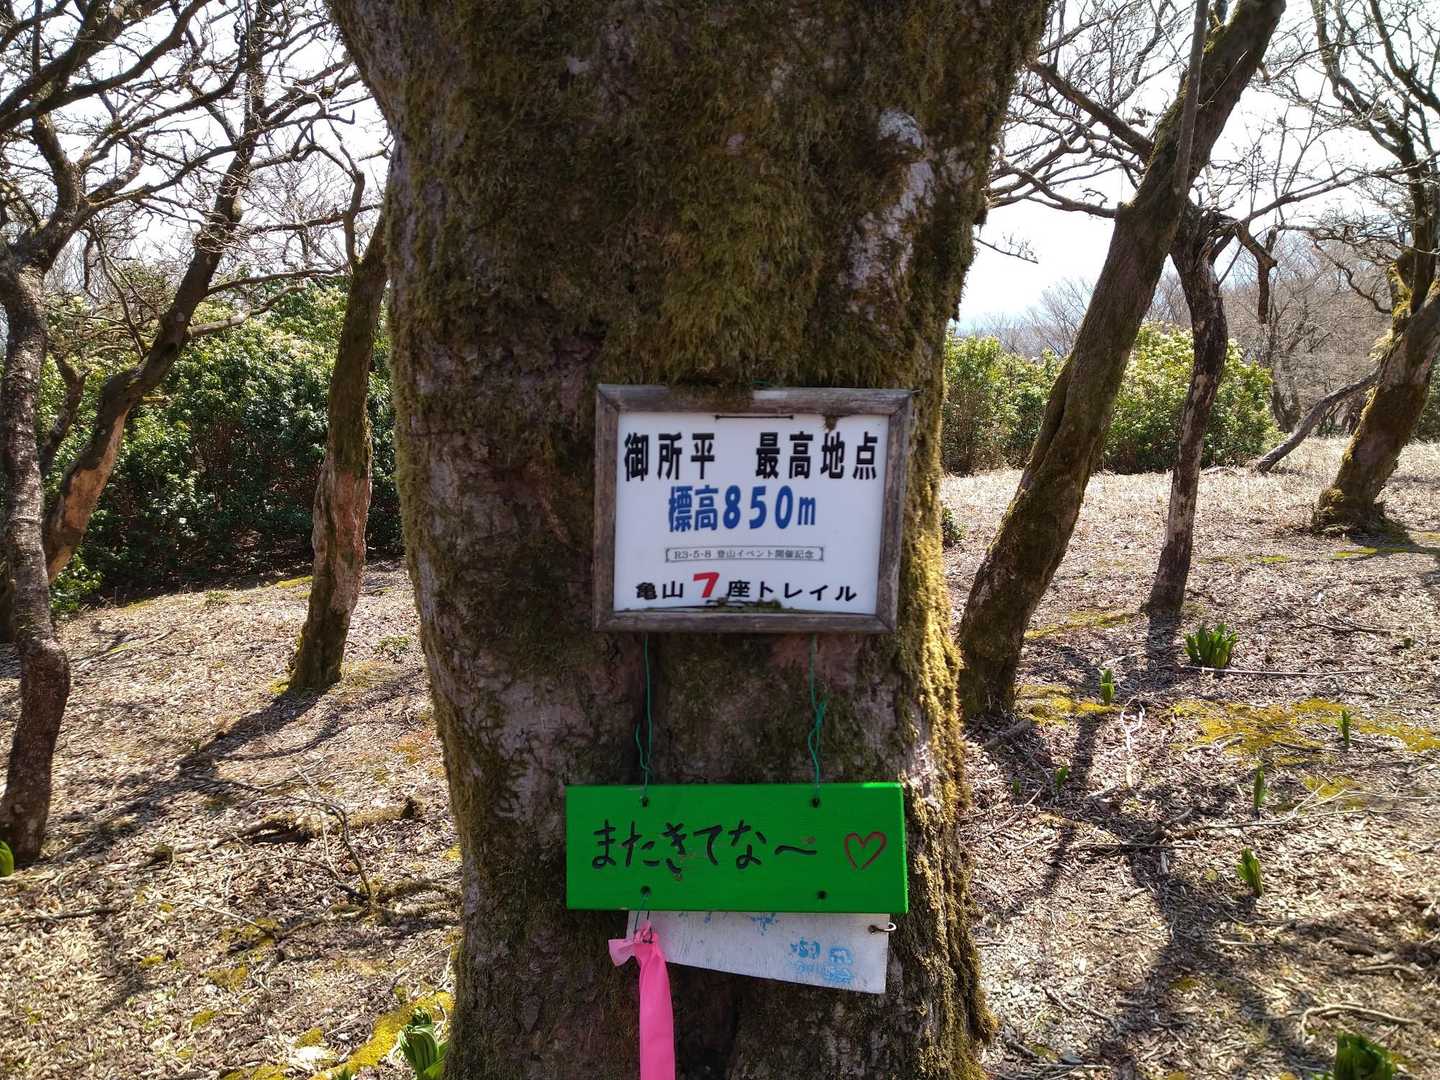 御所平　最高地点
標高850m
R3-5-8 登山イベント開催記念
亀山7座トレイル
またきてな〜♡